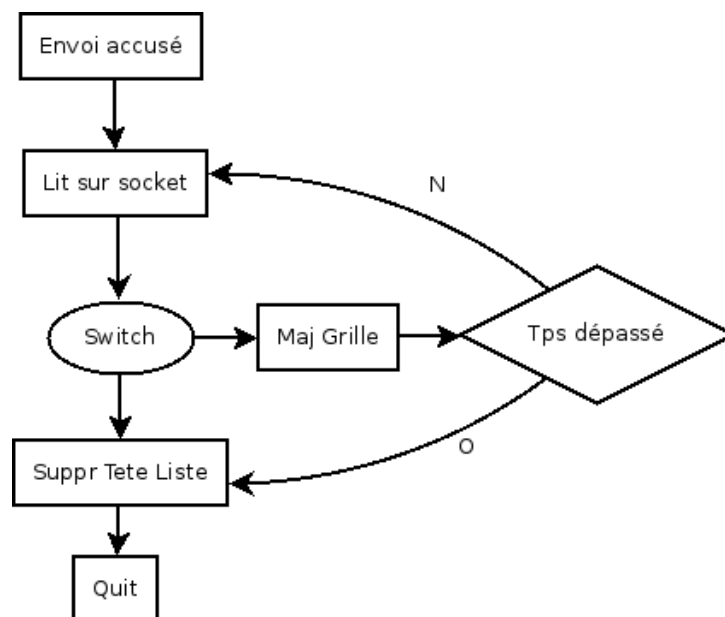 Envoi accusé
Lit sur socket
N
Switch
Maj Grille
Tps dépassé
O
Suppr Tete Liste
Quit